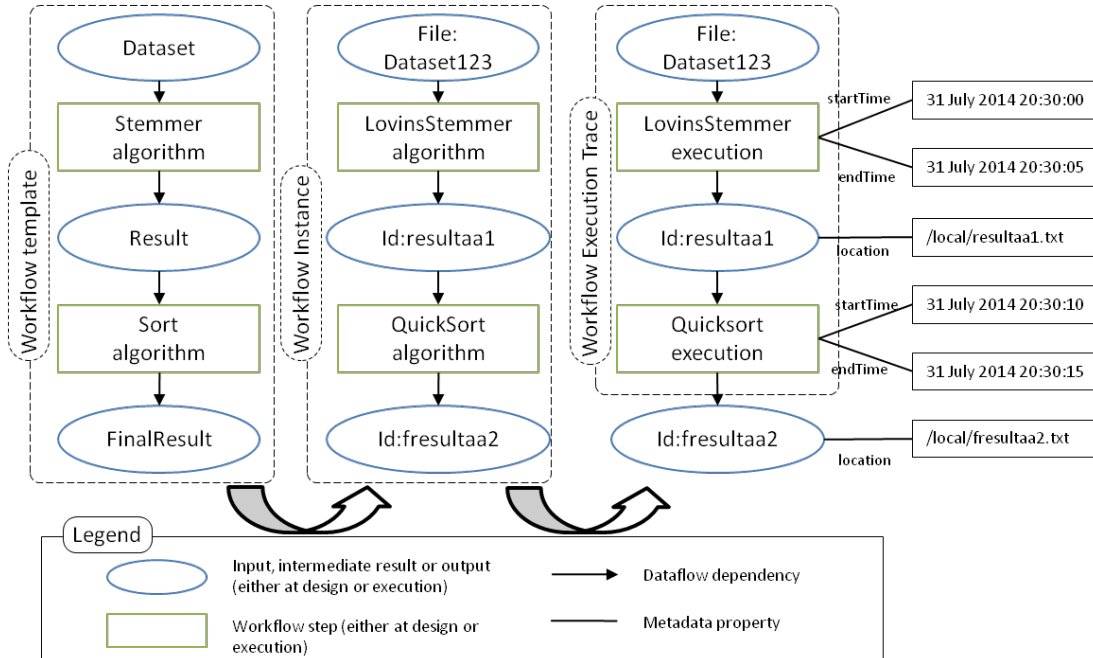 Workflow template
Dataset
Stemmer
algorithm
Result
Sort
algorithm
FinalResult
Workflow Instance
File:
Dataset123
LovinsStemmer
algorithm
Id:resultaa1
QuickSort
algorithm
Id:fresultaa2
Workflow Execution Trace
File:
Dataset123
LovinsStemmer
execution
Id:resultaa1
Quicksort
execution
Id:fresultaa2
startTime
31 July 2014 20:30:00
endTime
31 July 2014 20:30:05
location
/local/resultaa1.txt
startTime
31 July 2014 20:30:10
endTime
31 July 2014 20:30:15
location
/local/fresultaa2.txt
Legend
Input, intermediate result or output
(either at design or execution)
Dataflow dependency
Workflow step (either at design or
execution)
Metadata property